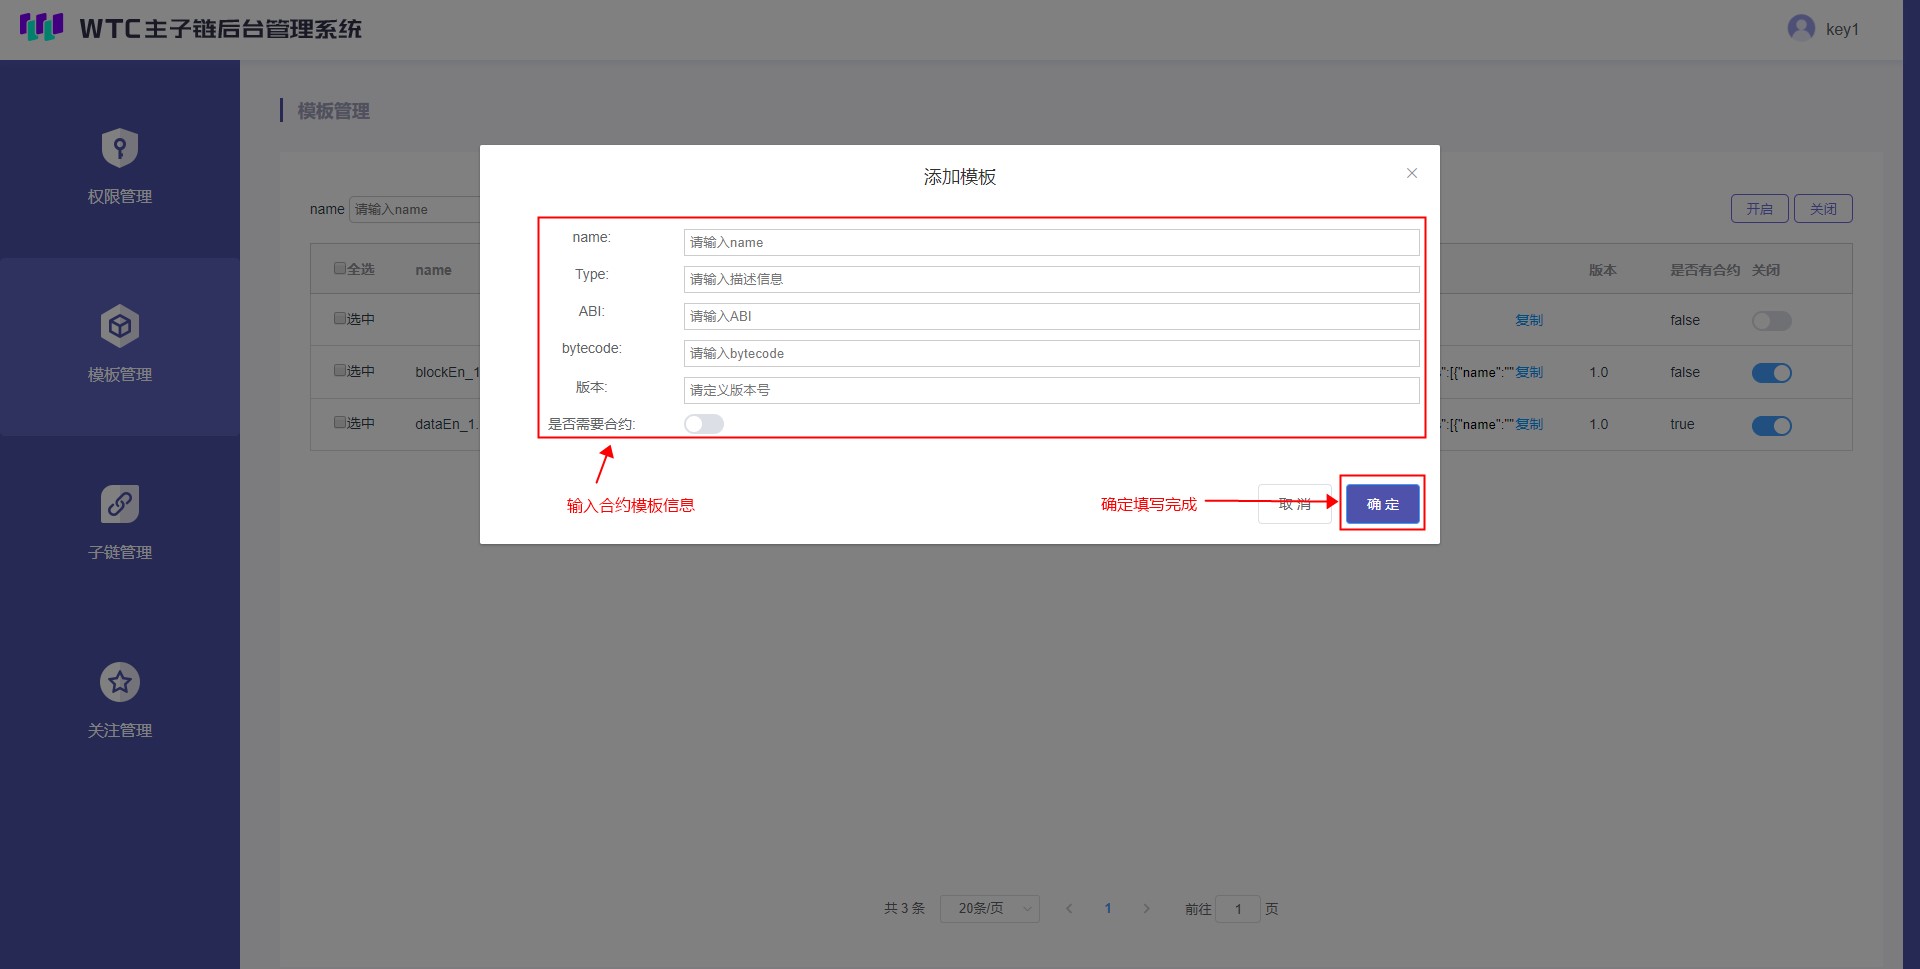 WTC主子链后台管理系统
key1
权限管理
模板管理
子链管理
关注管理
模板管理
name 请输入name
开启 关闭
全选 name 版本 是否有合约 关闭
选中 复制 false
选中 blockEn_1 :[{"name":"" 复制 1.0 false
选中 dataEn_1. ":[{"name":"" 复制 1.0 true
添加模板
name: 请输入name
Type: 请输入描述信息
ABI: 请输入ABI
bytecode: 请输入bytecode
版本: 请定义版本号
是否需要合约:
输入合约模板信息
确定填写完成
取 消
确 定
共 3 条 20条/页 1 前往 1 页